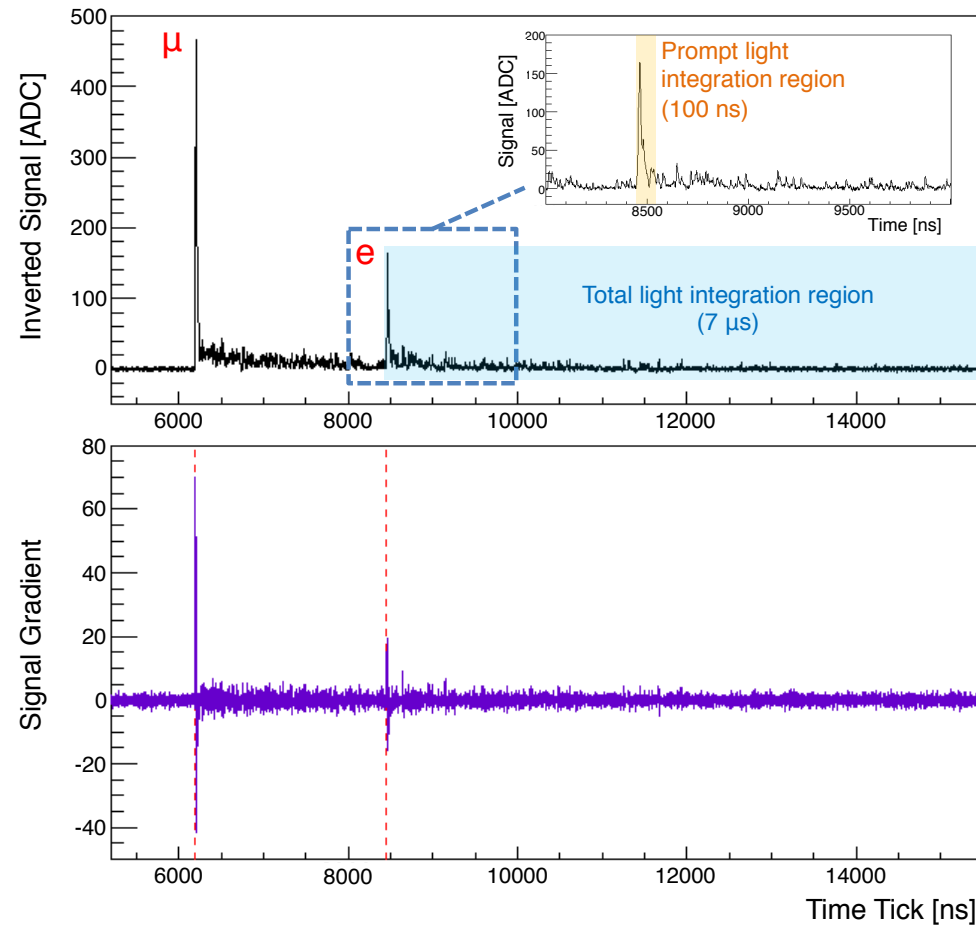 Inverted Signal [ADC]
500
400
300
200
100
0
μ
e
Signal [ADC]
200
150
100
50
0
Prompt light
integration region
(100 ns)
8500
9000
9500
Time [ns]
Total light integration region
(7 μs)
6000
8000
10000
12000
14000
Signal Gradient
80
60
40
20
0
-20
-40
6000
8000
10000
12000
14000
Time Tick [ns]